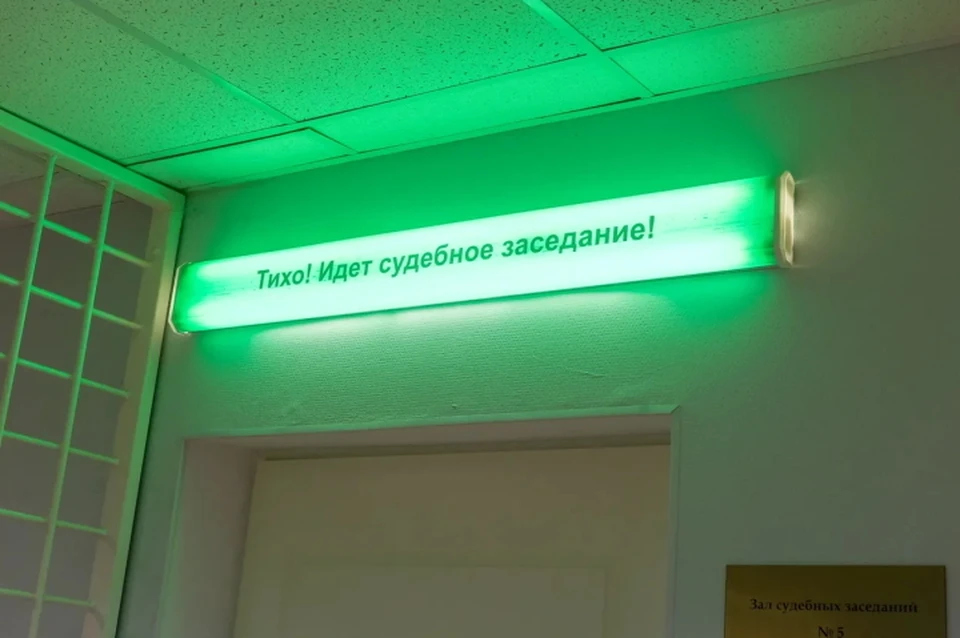 Тихо! Идет судебное заседание!
Зал судебных заседаний
№ 5